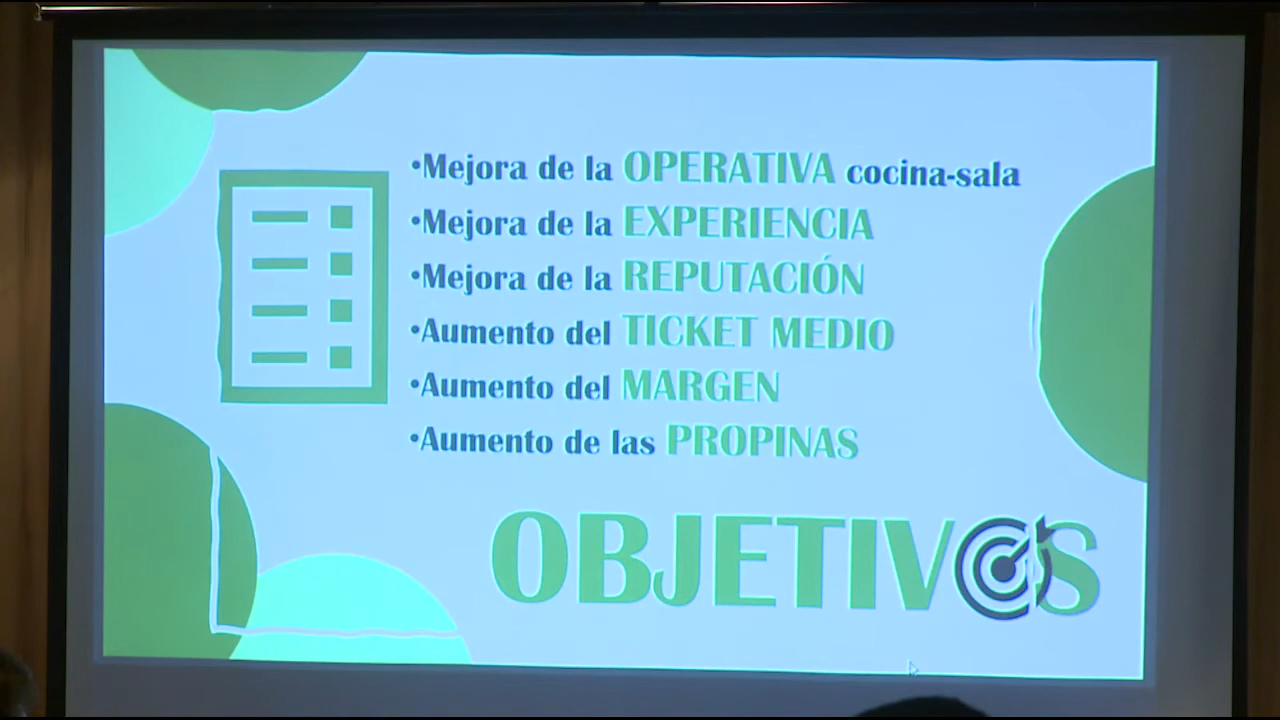 •Mejora de la OPERATIVA cocina-sala
•Mejora de la EXPERIENCIA
•Mejora de la REPUTACIÓN
•Aumento del TICKET MEDIO
•Aumento del MARGEN
•Aumento de las PROPINAS
OBJETIVOS